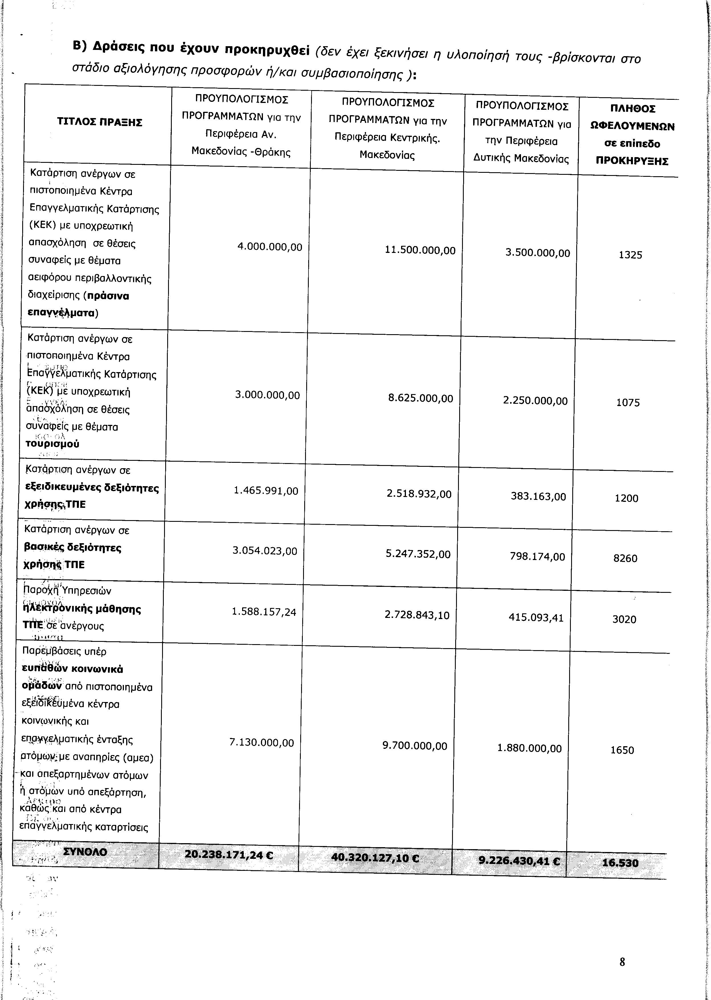 Β) Δράσεις που έχουν προκηρυχθεί (δεν έχει ξεκινήσει η υλοποίησή τους -βρίσκονται στο
στάδιο αξιολόγησης προσφορών ή/και συμβασιοποίησης ):
ΤΙΤΛΟΣ ΠΡΑΞΗΣ
ΠΡΟΥΠΟΛΟΓΙΣΜΟΣ
ΠΡΟΓΡΑΜΜΑΤΩΝ για την
Περιφέρεια Αν.
Μακεδονίας -Θράκης
ΠΡΟΥΠΟΛΟΓΙΣΜΟΣ
ΠΡΟΓΡΑΜΜΑΤΩΝ για την
Περιφέρεια Κεντρικής.
Μακεδονίας
ΠΡΟΥΠΟΛΟΓΙΣΜΟΣ
ΠΡΟΓΡΑΜΜΑΤΩΝ για
την Περιφέρεια
Δυτικής Μακεδονίας
ΠΛΗΘΟΣ
ΩΦΕΛΟΥΜΕΝΩΝ
σε επίπεδο
ΠΡΟΚΗΡΥΞΗΣ
Κατάρτιση ανέργων σε
πιστοποιημένα Κέντρα
Επαγγελματικής Κατάρτισης
(ΚΕΚ) με υποχρεωτική
απασχόληση σε θέσεις
συναφείς με θέματα
αειφόρου περιβαλλοντικής
διαχείρισης (πράσινα
επαγγέλματα)
4.000.000,00
11.500.000,00
3.500.000,00
1325
Κατάρτιση ανέργων σε
πιστοποιημένα Κέντρα
Επαγγελματικής Κατάρτισης
(ΚΕΚ) με υποχρεωτική
απασχόληση σε θέσεις
συναφείς με θέματα
τουρισμού
3.000.000,00
8.625.000,00
2.250.000,00
1075
Κατάρτιση ανέργων σε
εξειδικευμένες δεξιότητες
χρήσης ΤΠΕ
1.465.991,00
2.518.932,00
383.163,00
1200
Κατάρτιση ανέργων σε
βασικές δεξιότητες
χρήσης ΤΠΕ
3.054.023,00
5.247.352,00
798.174,00
8260
Παροχή Υπηρεσιών
ηλεκτρονικής μάθησης
ΤΠΕ σε ανέργους
1.588.157,24
2.728.843,10
415.093,41
3020
Παρεμβάσεις υπέρ
ευπαθών κοινωνικά
ομάδων από πιστοποιημένα
εξειδικευμένα κέντρα
κοινωνικής και
επαγγελματικής ένταξης
ατόμων με αναπηρίες (αμεα)
και απεξαρτημένων ατόμων
ή ατόμων υπό απεξάρτηση,
καθώς και από κέντρα
επαγγελματικής καταρτίσεις
7.130.000,00
9.700.000,00
1.880.000,00
1650
ΣΥΝΟΛΟ
20.238.171,24 €
40.320.127,10 €
9.226.430,41 €
16.530
8